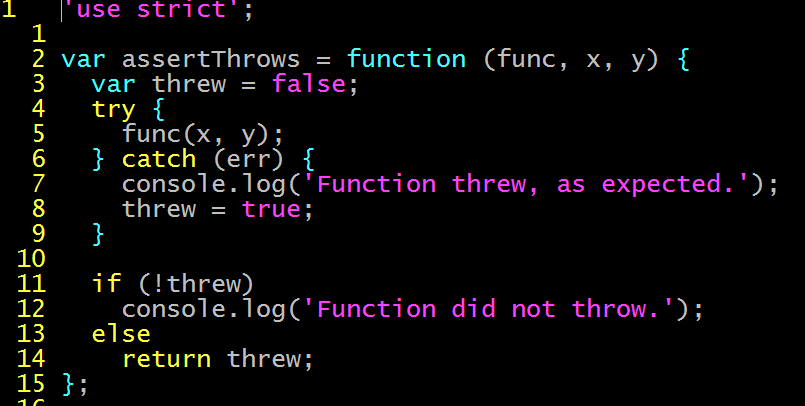 1 'use strict';
1
2 var assertThrows = function (func, x, y) {
3 var threw = false;
4 try {
5 func(x, y);
6 } catch (err) {
7 console.log('Function threw, as expected.');
8 threw = true;
9 }
10
11 if (!threw)
12 console.log('Function did not throw.');
13 else
14 return threw;
15 };
16